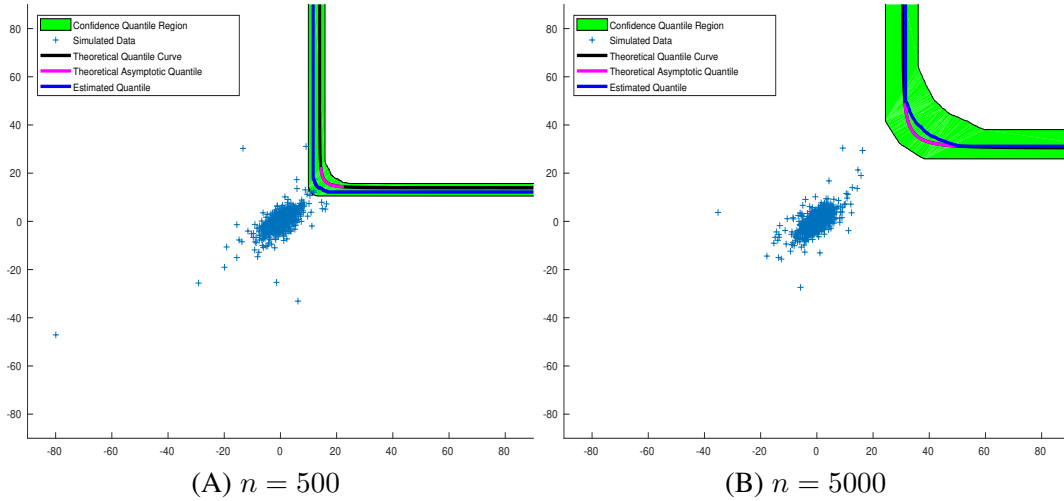 Confidence Quantile Region
Simulated Data
Theoretical Quantile Curve
Theoretical Asymptotic Quantile
Estimated Quantile
80
60
40
20
0
-20
-40
-60
-80
-80 -60 -40 -20 0 20 40 60 80
(A) n = 500
Confidence Quantile Region
Simulated Data
Theoretical Quantile Curve
Theoretical Asymptotic Quantile
Estimated Quantile
80
60
40
20
0
-20
-40
-60
-80
-80 -60 -40 -20 0 20 40 60 80
(B) n = 5000